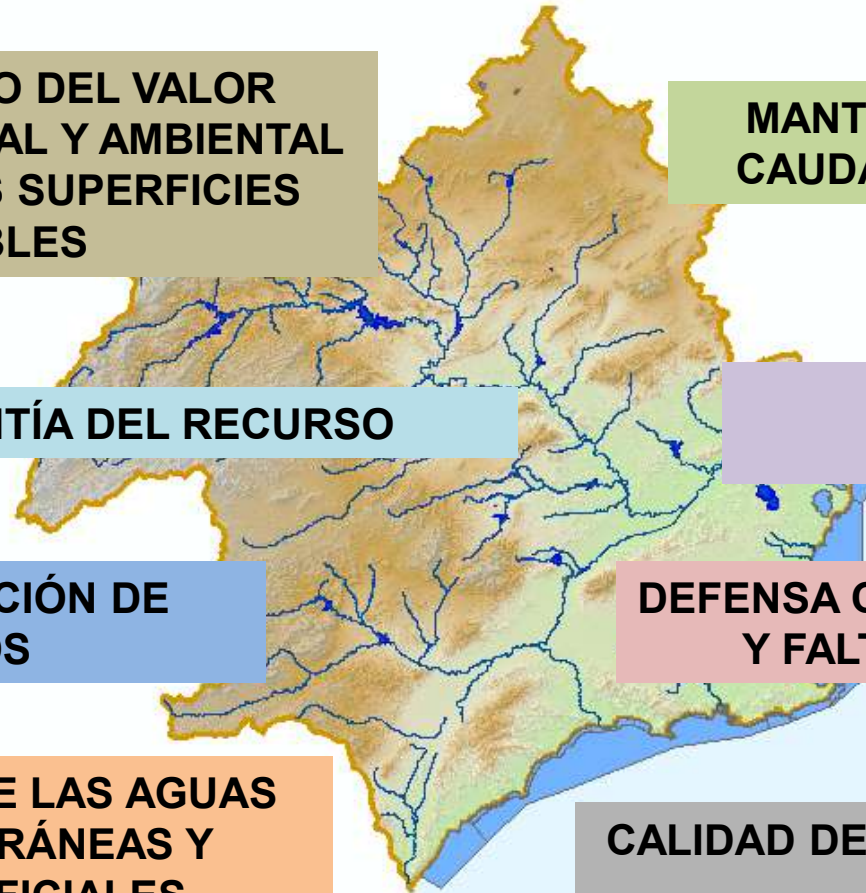 O DEL VALOR
AL Y AMBIENTAL
S SUPERFICIES
BLES
MANT
CAUDA
TÍA DEL RECURSO
CIÓN DE
OS
DEFENSA
Y FALT
E LAS AGUAS
RÁNEAS Y
FICIALES
CALIDAD DE